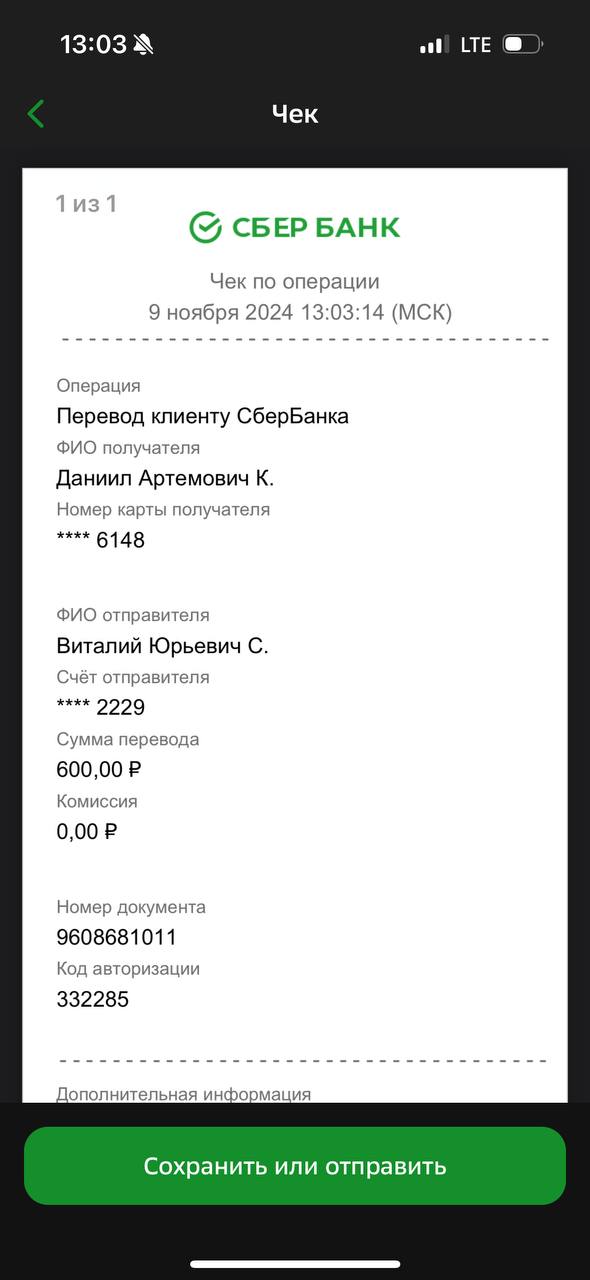 13:03
LTE
Чек
1 из 1
СБЕР БАНК
Чек по операции
9 ноября 2024 13:03:14 (МСК)
Операция
Перевод клиенту СберБанка
ФИО получателя
Даниил Артемович К.
Номер карты получателя
**** 6148
ФИО отправителя
Виталий Юрьевич С.
Счёт отправителя
**** 2229
Сумма перевода
600,00 ₽
Комиссия
0,00 ₽
Номер документа
9608681011
Код авторизации
332285
Дополнительная информация
Сохранить или отправить